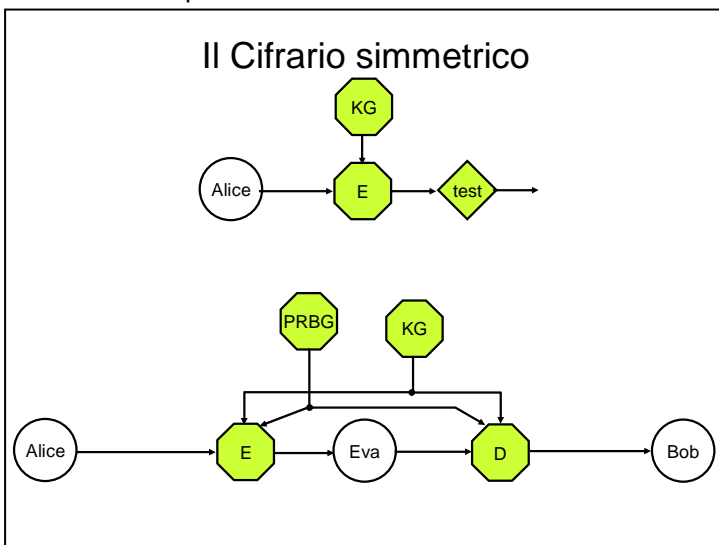 Il Cifrario simmetrico
KG
Alice
E
test
PRBG
KG
Alice
E
Eva
D
Bob